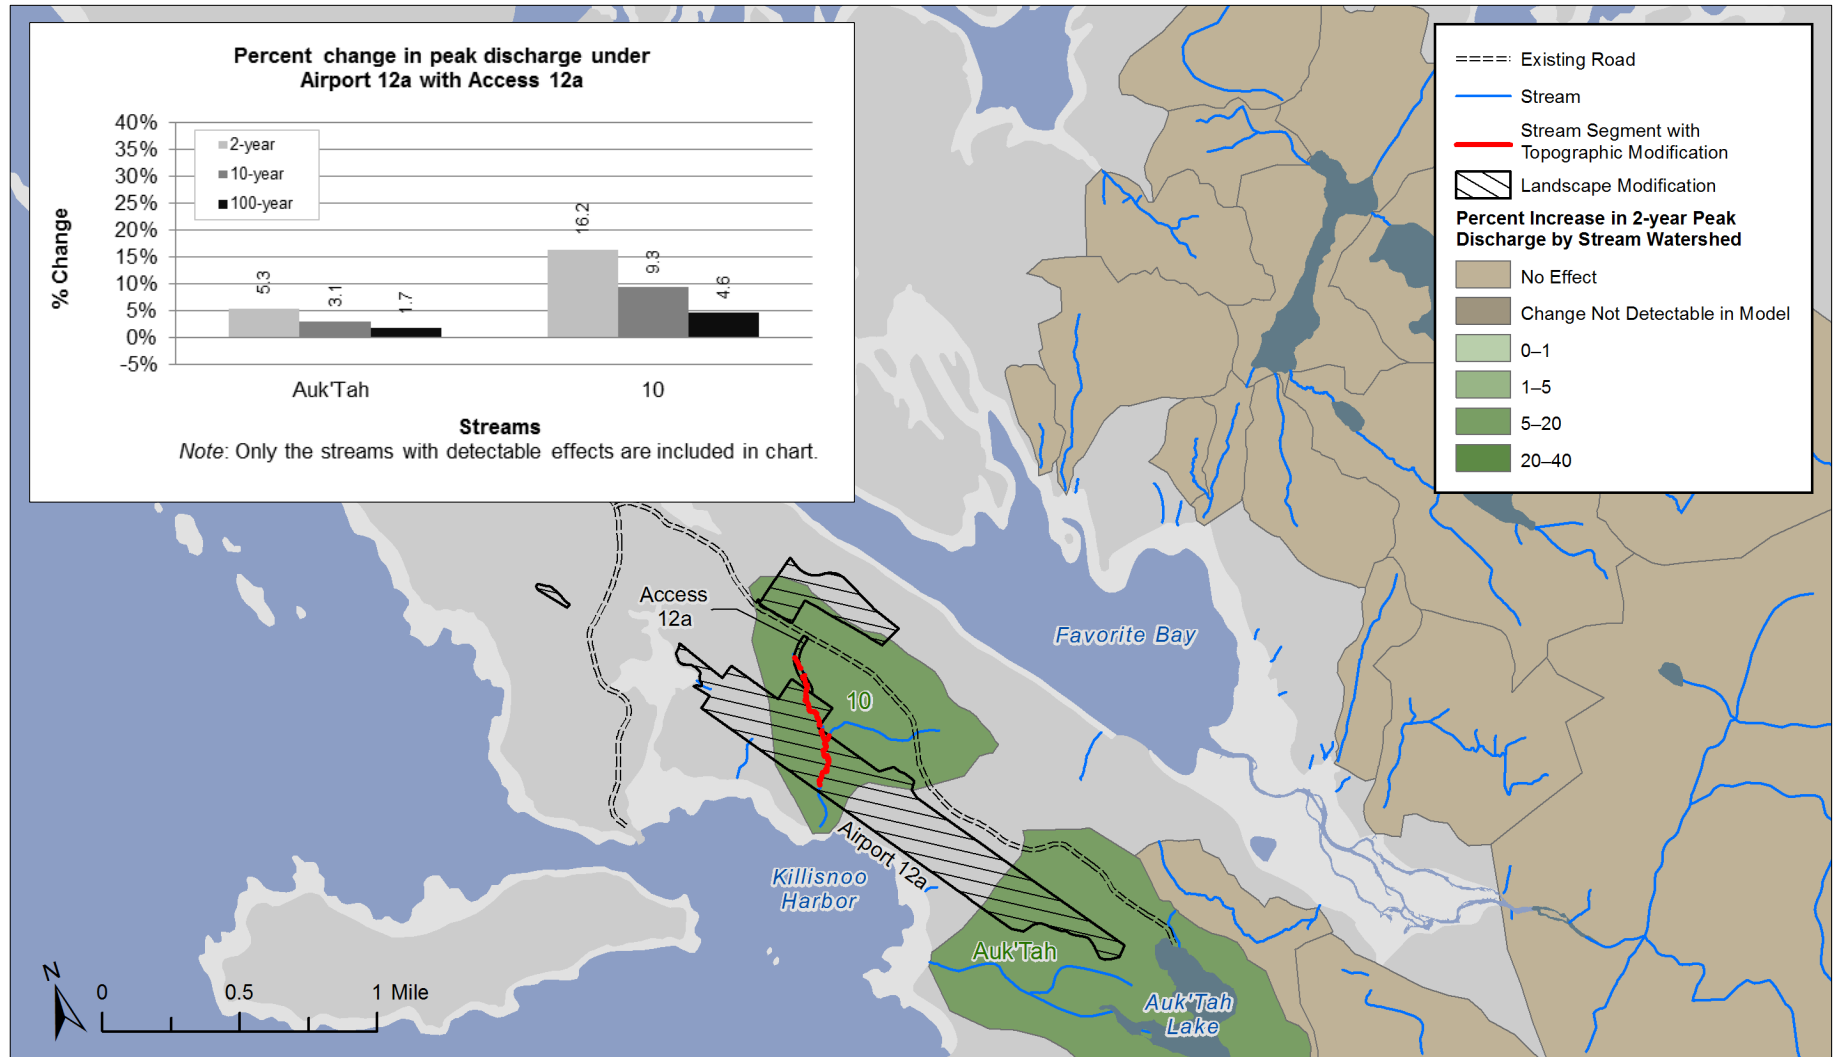 Percent change in peak discharge under
Airport 12a with Access 12a
40%
35%
30%
25%
20%
15%
10%
5%
0%
-5%
% Change
2-year
10-year
100-year
5.3
3.1
1.7
16.2
9.3
4.6
Auk'Tah
10
Streams
Note: Only the streams with detectable effects are included in chart.
Existing Road
Stream
Stream Segment with
Topographic Modification
Landscape Modification
Percent Increase in 2-year Peak
Discharge by Stream Watershed
No Effect
Change Not Detectable in Model
0–1
1–5
5–20
20–40
Access
12a
Favorite Bay
10
Airport 12a
Killisnoo
Harbor
Auk'Tah
Auk'Tah
Lake
N
0
0.5
1 Mile